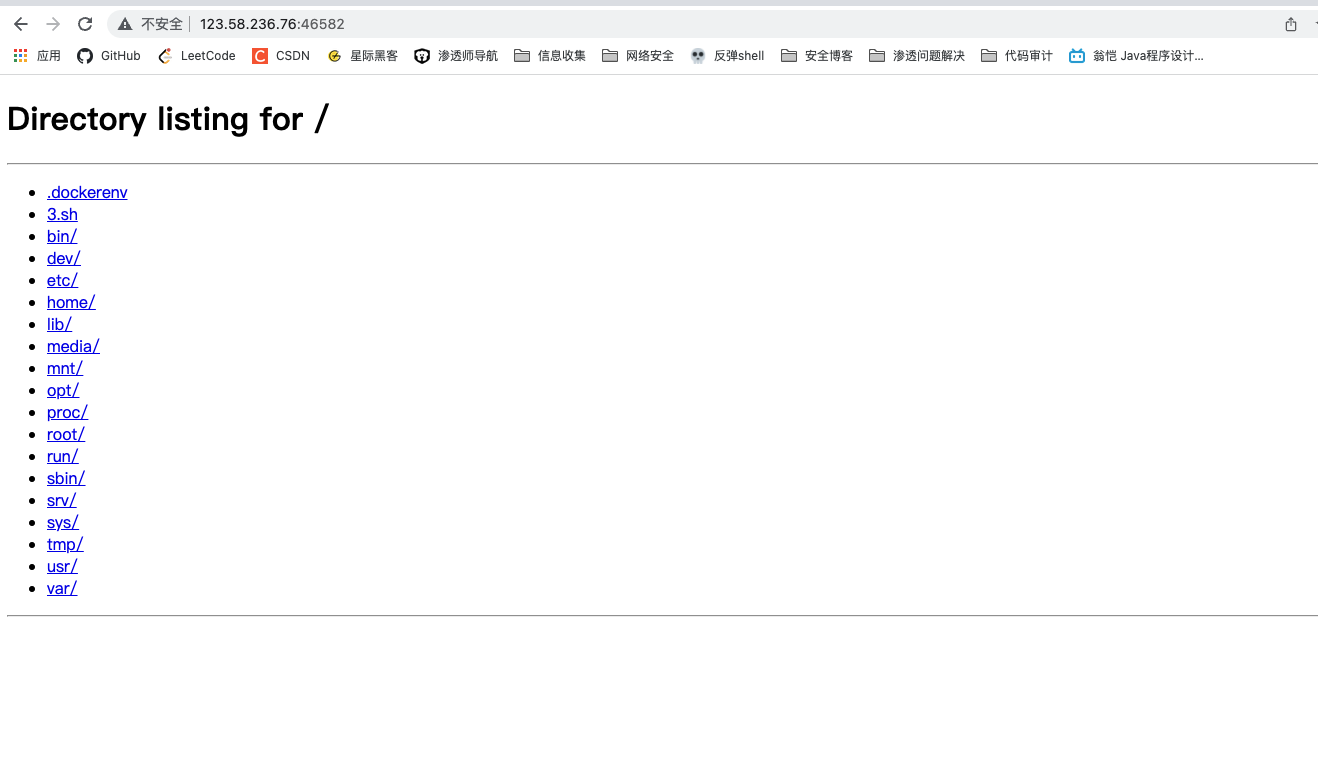 不安全 123.58.236.76:46582
应用 GitHub LeetCode CSDN 星际黑客 渗透师导航 信息收集 网络安全 反弹shell 安全博客 渗透问题解决 代码审计 翁恺 Java程序设计...
Directory listing for /
.dockerenv
3.sh
bin/
dev/
etc/
home/
lib/
media/
mnt/
opt/
proc/
root/
run/
sbin/
srv/
sys/
tmp/
usr/
var/